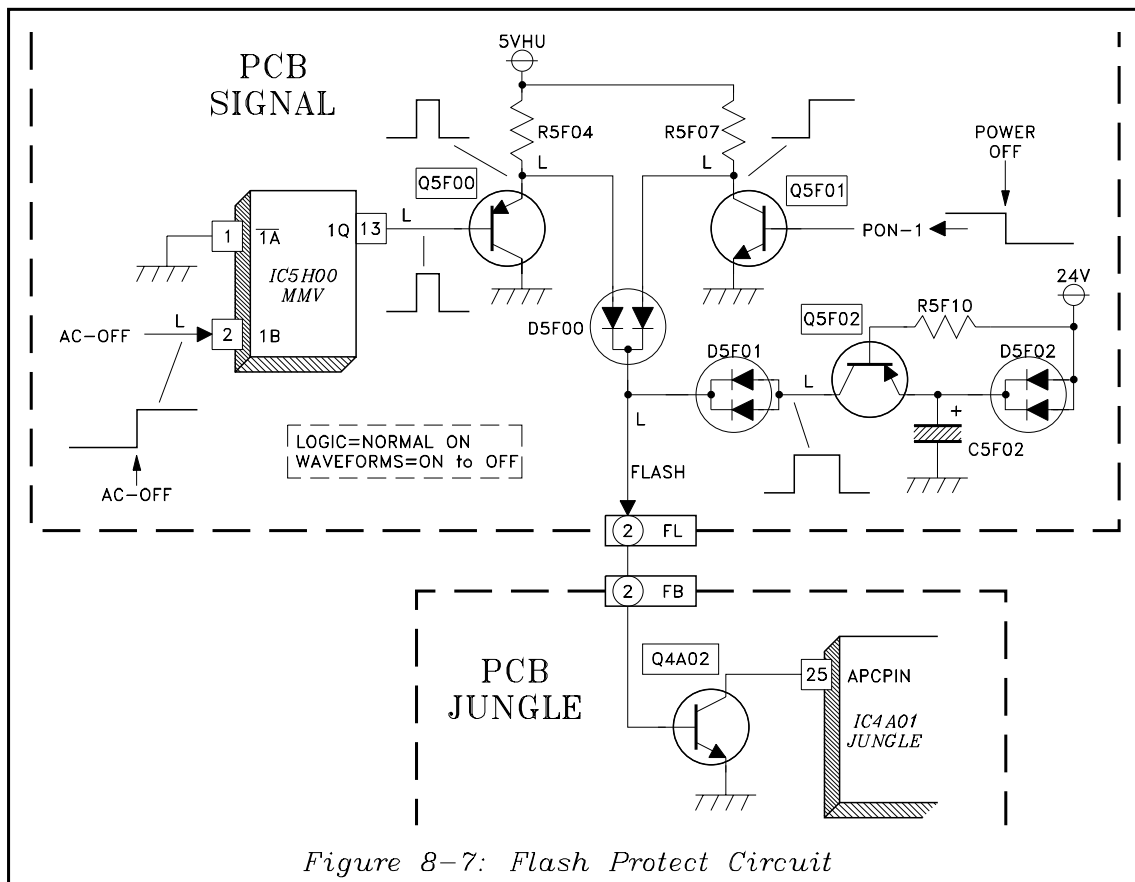 5VHU
PCB
SIGNAL
R5F04
R5F07
POWER
OFF
L
L
Q5F00
Q5F01
1
1A
1Q
13
L
PON-1
IC5H00
MMV
24V
AC-OFF
L
2
1B
D5F00
Q5F02
R5F10
D5F01
D5F02
L
L
+
C5F02
LOGIC=NORMAL ON
WAVEFORMS=ON to OFF
AC-OFF
FLASH
2 FL
2 FB
PCB
JUNGLE
Q4A02
25
APCPIN
IC4A01
JUNGLE
Figure 8-7: Flash Protect Circuit